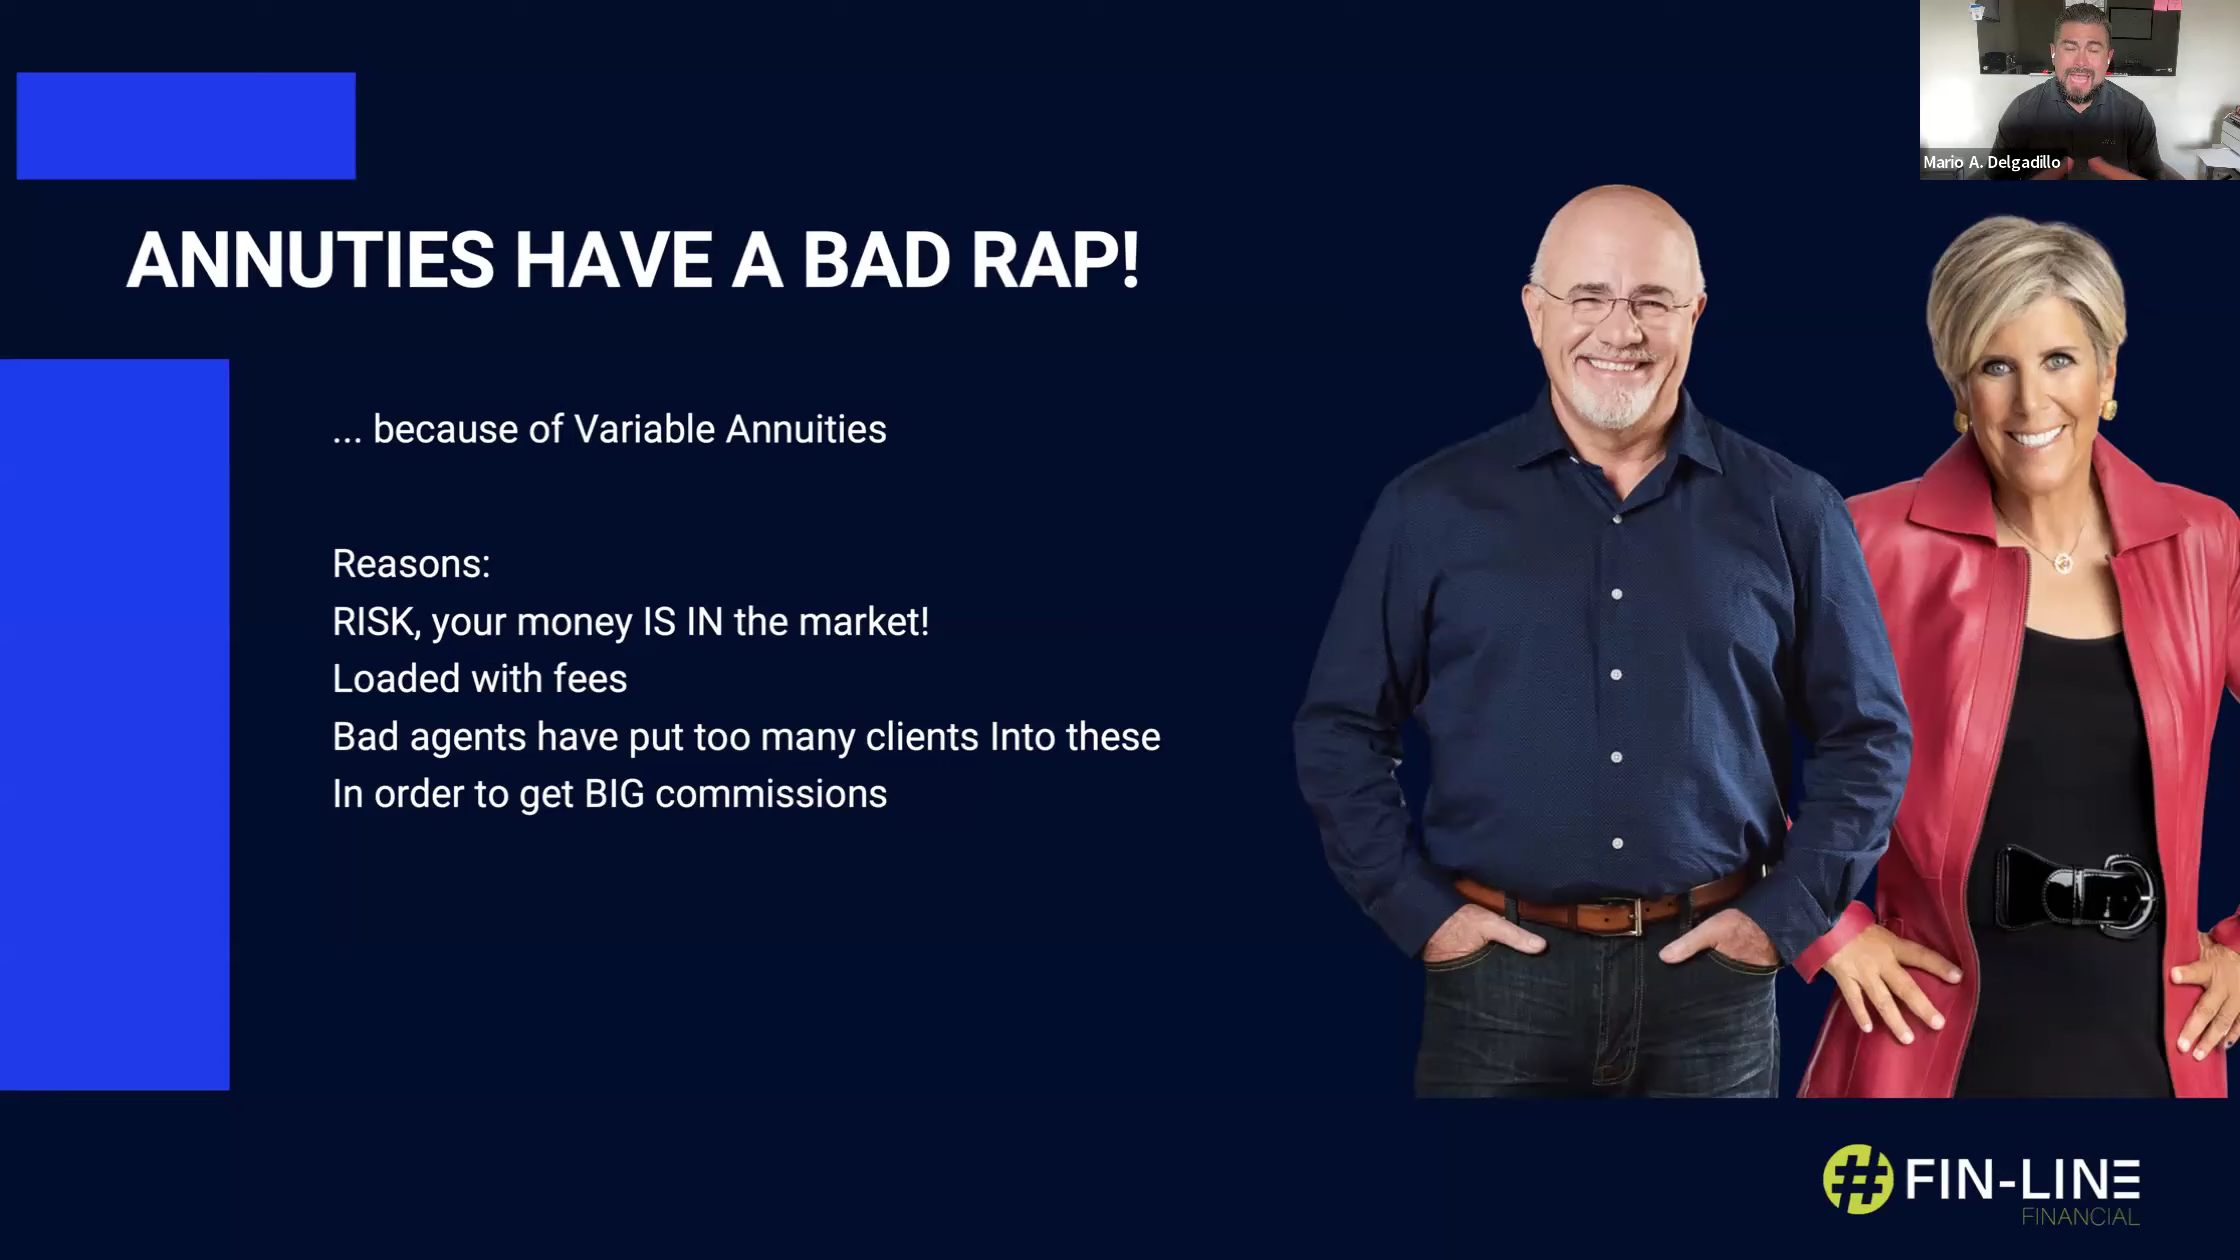 Mario A. Delgadillo
ANNUTIES HAVE A BAD RAP!
... because of Variable Annuities
Reasons:
RISK, your money IS IN the market!
Loaded with fees
Bad agents have put too many clients Into these
In order to get BIG commissions
# FIN-LINE
FINANCIAL